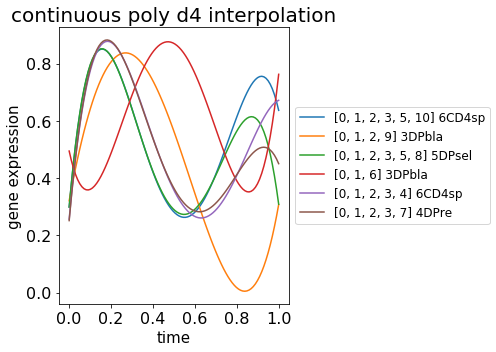 continuous poly d4 interpolation
gene expression
0.8
0.6
0.4
0.2
0.0
0.0 0.2 0.4 0.6 0.8 1.0
time
[0, 1, 2, 3, 5, 10] 6CD4sp
[0, 1, 2, 9] 3DPbla
[0, 1, 2, 3, 5, 8] 5DPsel
[0, 1, 6] 3DPbla
[0, 1, 2, 3, 4] 6CD4sp
[0, 1, 2, 3, 7] 4DPre